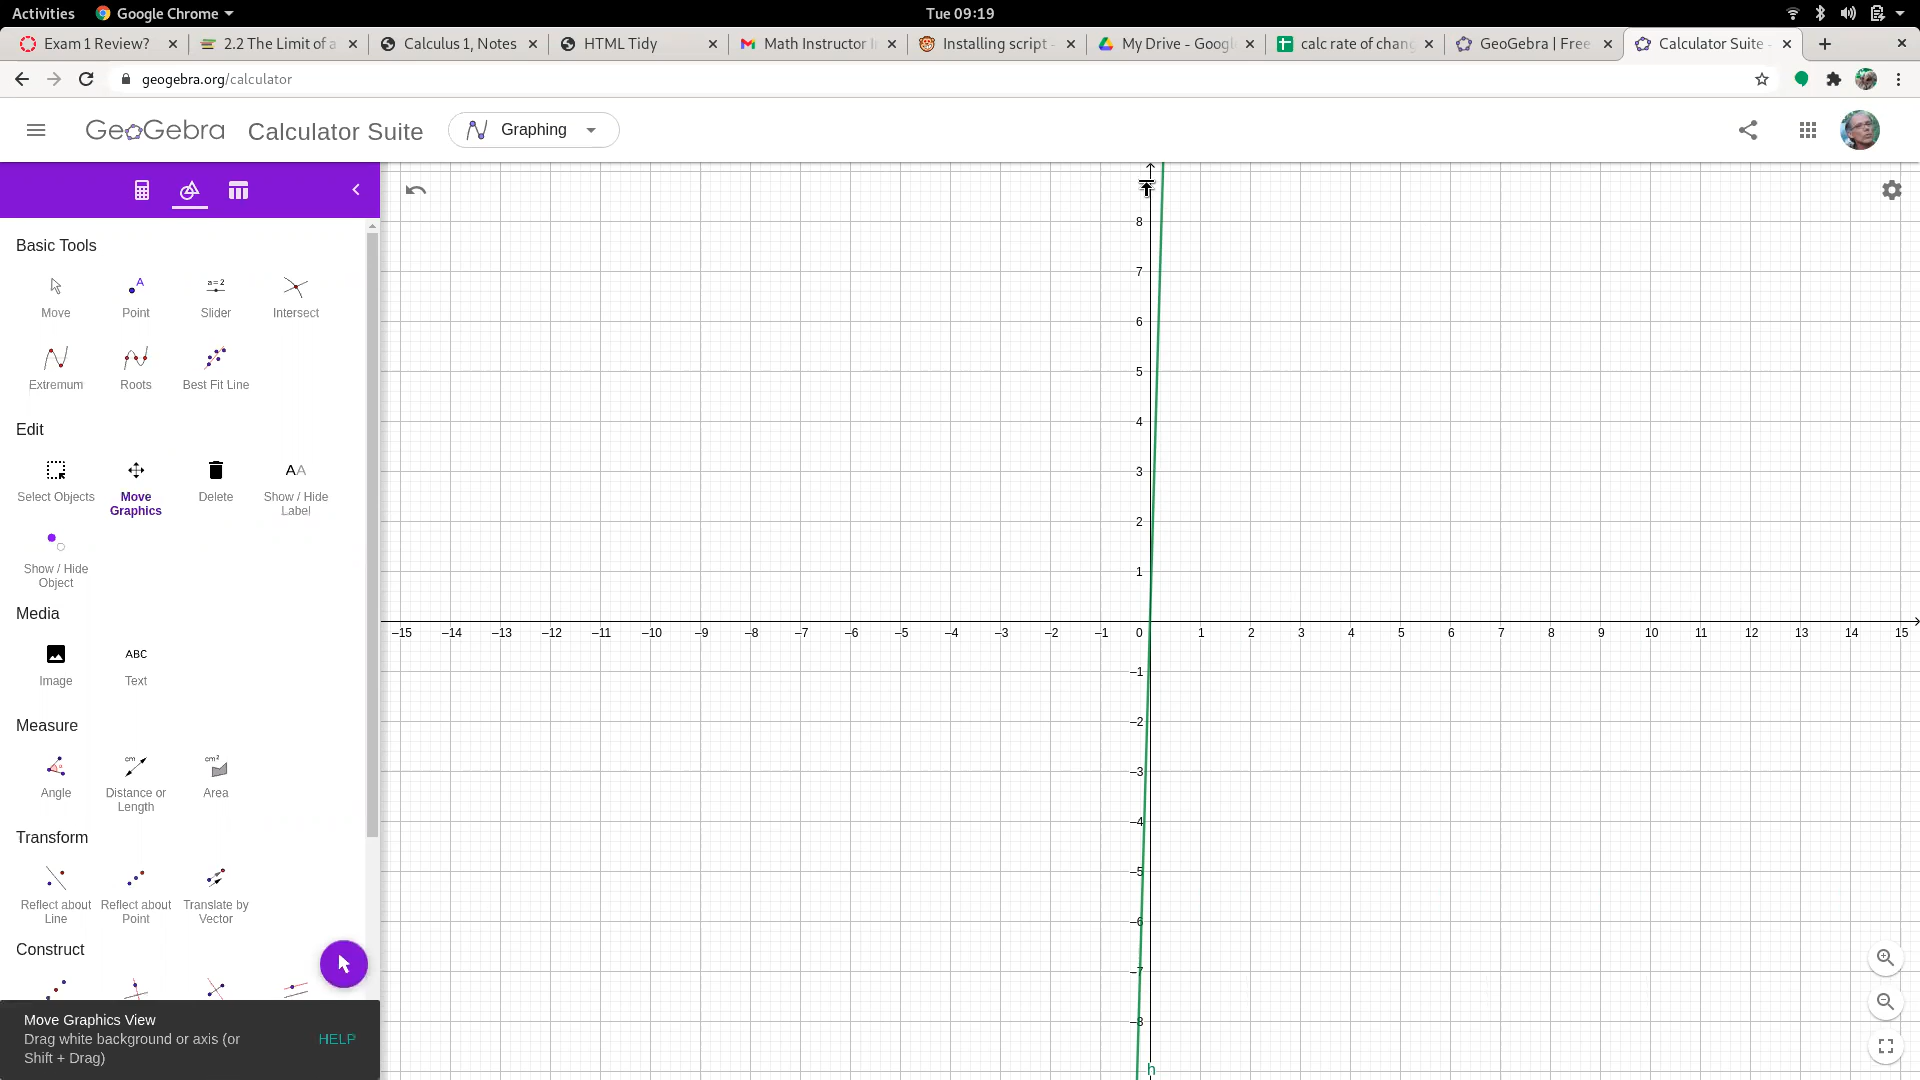 Activities
Google Chrome
Tue 09:19
Exam 1 Review?
2.2 The Limit of a
Calculus 1, Notes
HTML Tidy
Math Instructor
Installing script -
My Drive - Googl
calc rate of chang
GeoGebra | Free
Calculator Suite -
geogebra.org/calculator
GeoGebra
Calculator Suite
Graphing
Basic Tools
Move
A
Point
a=2
Slider
Intersect
Extremum
Roots
Best Fit Line
Edit
Select Objects
Move
Graphics
Delete
AA
Show / Hide
Label
Show / Hide
Object
Media
Image
ABC
Text
Measure
Angle
cm
Distance or
Length
cm²
Area
Transform
Reflect about
Line
Reflect about
Point
Translate by
Vector
Construct
Move Graphics View
Drag white background or axis (or
Shift + Drag)
HELP
8
7
6
5
4
3
2
1
–15 –14 –13 –12 –11 –10 –9 –8 –7 –6 –5 –4 –3 –2 –1 0 1 2 3 4 5 6 7 8 9 10 11 12 13 14 15
–1
–2
–3
–4
–5
–6
–7
–8
h